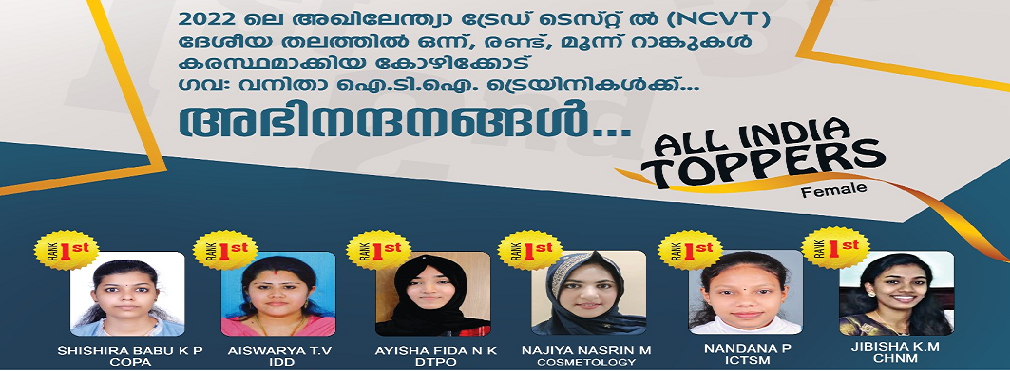 2022 ലെ അഖിലേന്ത്യാ ട്രേഡ് ടെസ്റ്റ് ൽ (NCVT)
ദേശീയ തലത്തിൽ ഒന്ന്, രണ്ട്, മൂന്ന് റാങ്കുകൾ
കരസ്ഥമാക്കിയ കോഴിക്കോട്
ഗവ: വനിതാ ഐ.ടി.ഐ. ട്രെയിനികൾക്ക്...
അഭിനന്ദനങ്ങൾ...
ALL INDIA
TOPPERS
Female
RANK 1st
RANK 1st
RANK 1st
RANK 1st
RANK 1st
RANK 1st
SHISHIRA BABU K P
COPA
AISWARYA T.V
IDD
AYISHA FIDA N K
DTPO
NAJIYA NASRIN M
COSMETOLOGY
NANDANA P
ICTSM
JIBISHA K.M
CHNM